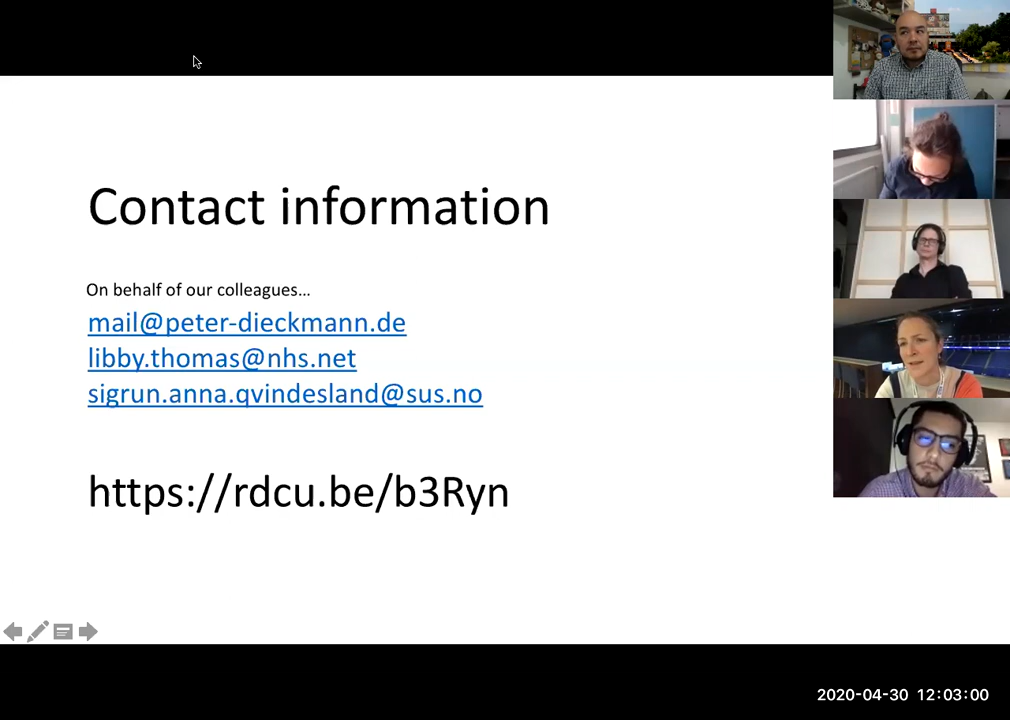 Contact information
On behalf of our colleagues...
mail@peter-dieckmann.de
libby.thomas@nhs.net
sigrun.anna.qvindesland@sus.no
https://rdcu.be/b3Ryn
2020-04-30 12:03:00